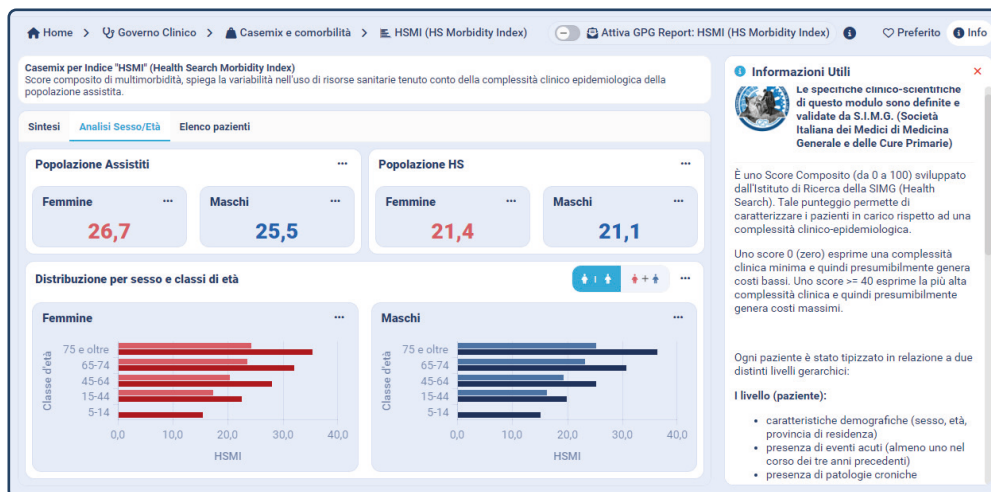 Home > Governo Clinico > Casemix e comorbilità > HSMI (HS Morbidity Index) Attiva GPG Report: HSMI (HS Morbidity Index) Preferito Info
Casemix per Indice "HSMI" (Health Search Morbidity Index)
Score composito di multimorbidità, spiega la variabilità nell'uso di risorse sanitarie tenuto conto della complessità clinico epidemiologica della
popolazione assistita.
Sintesi Analisi Sesso/Età Elenco pazienti
Popolazione Assistiti
Femmine
26,7
Maschi
25,5
Popolazione HS
Femmine
21,4
Maschi
21,1
Distribuzione per sesso e classi di età
Femmine
Classe d'età
75 e oltre
65-74
45-64
15-44
5-14
0,0 10,0 20,0 30,0 40,0
HSMI
Maschi
Classe d'età
75 e oltre
65-74
45-64
15-44
5-14
0,0 10,0 20,0 30,0 40,0
HSMI
Informazioni Utili
Le specifiche clinico-scientifiche
di questo modulo sono definite e
validate da S.I.M.G. (Società
Italiana dei Medici di Medicina
Generale e delle Cure Primarie)
È uno Score Composito (da 0 a 100) sviluppato
dall'Istituto di Ricerca della SIMG (Health
Search). Tale punteggio permette di
caratterizzare i pazienti in carico rispetto ad una
complessità clinico-epidemiologica.
Uno score 0 (zero) esprime una complessità
clinica minima e quindi presumibilmente genera
costi bassi. Uno score >= 40 esprime la più alta
complessità clinica e quindi presumibilmente
genera costi massimi.
Ogni paziente è stato tipizzato in relazione a due
distinti livelli gerarchici:
I livello (paziente):
• caratteristiche demografiche (sesso, età,
provincia di residenza)
• presenza di eventi acuti (almeno uno nel
corso dei tre anni precedenti)
• presenza di patologie croniche